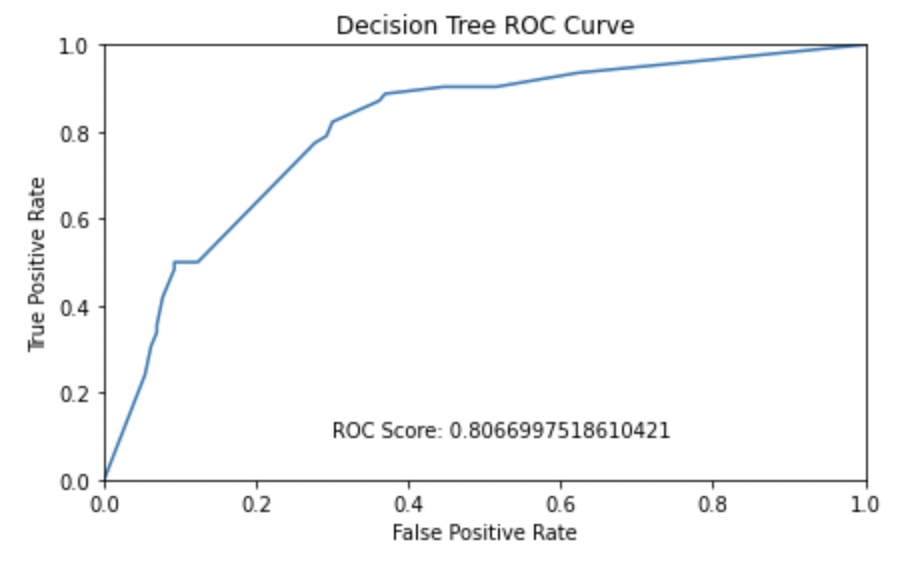 Decision Tree ROC Curve
1.0
0.8
0.6
0.4
0.2
0.0
True Positive Rate
ROC Score: 0.8066997518610421
0.0 0.2 0.4 0.6 0.8 1.0
False Positive Rate